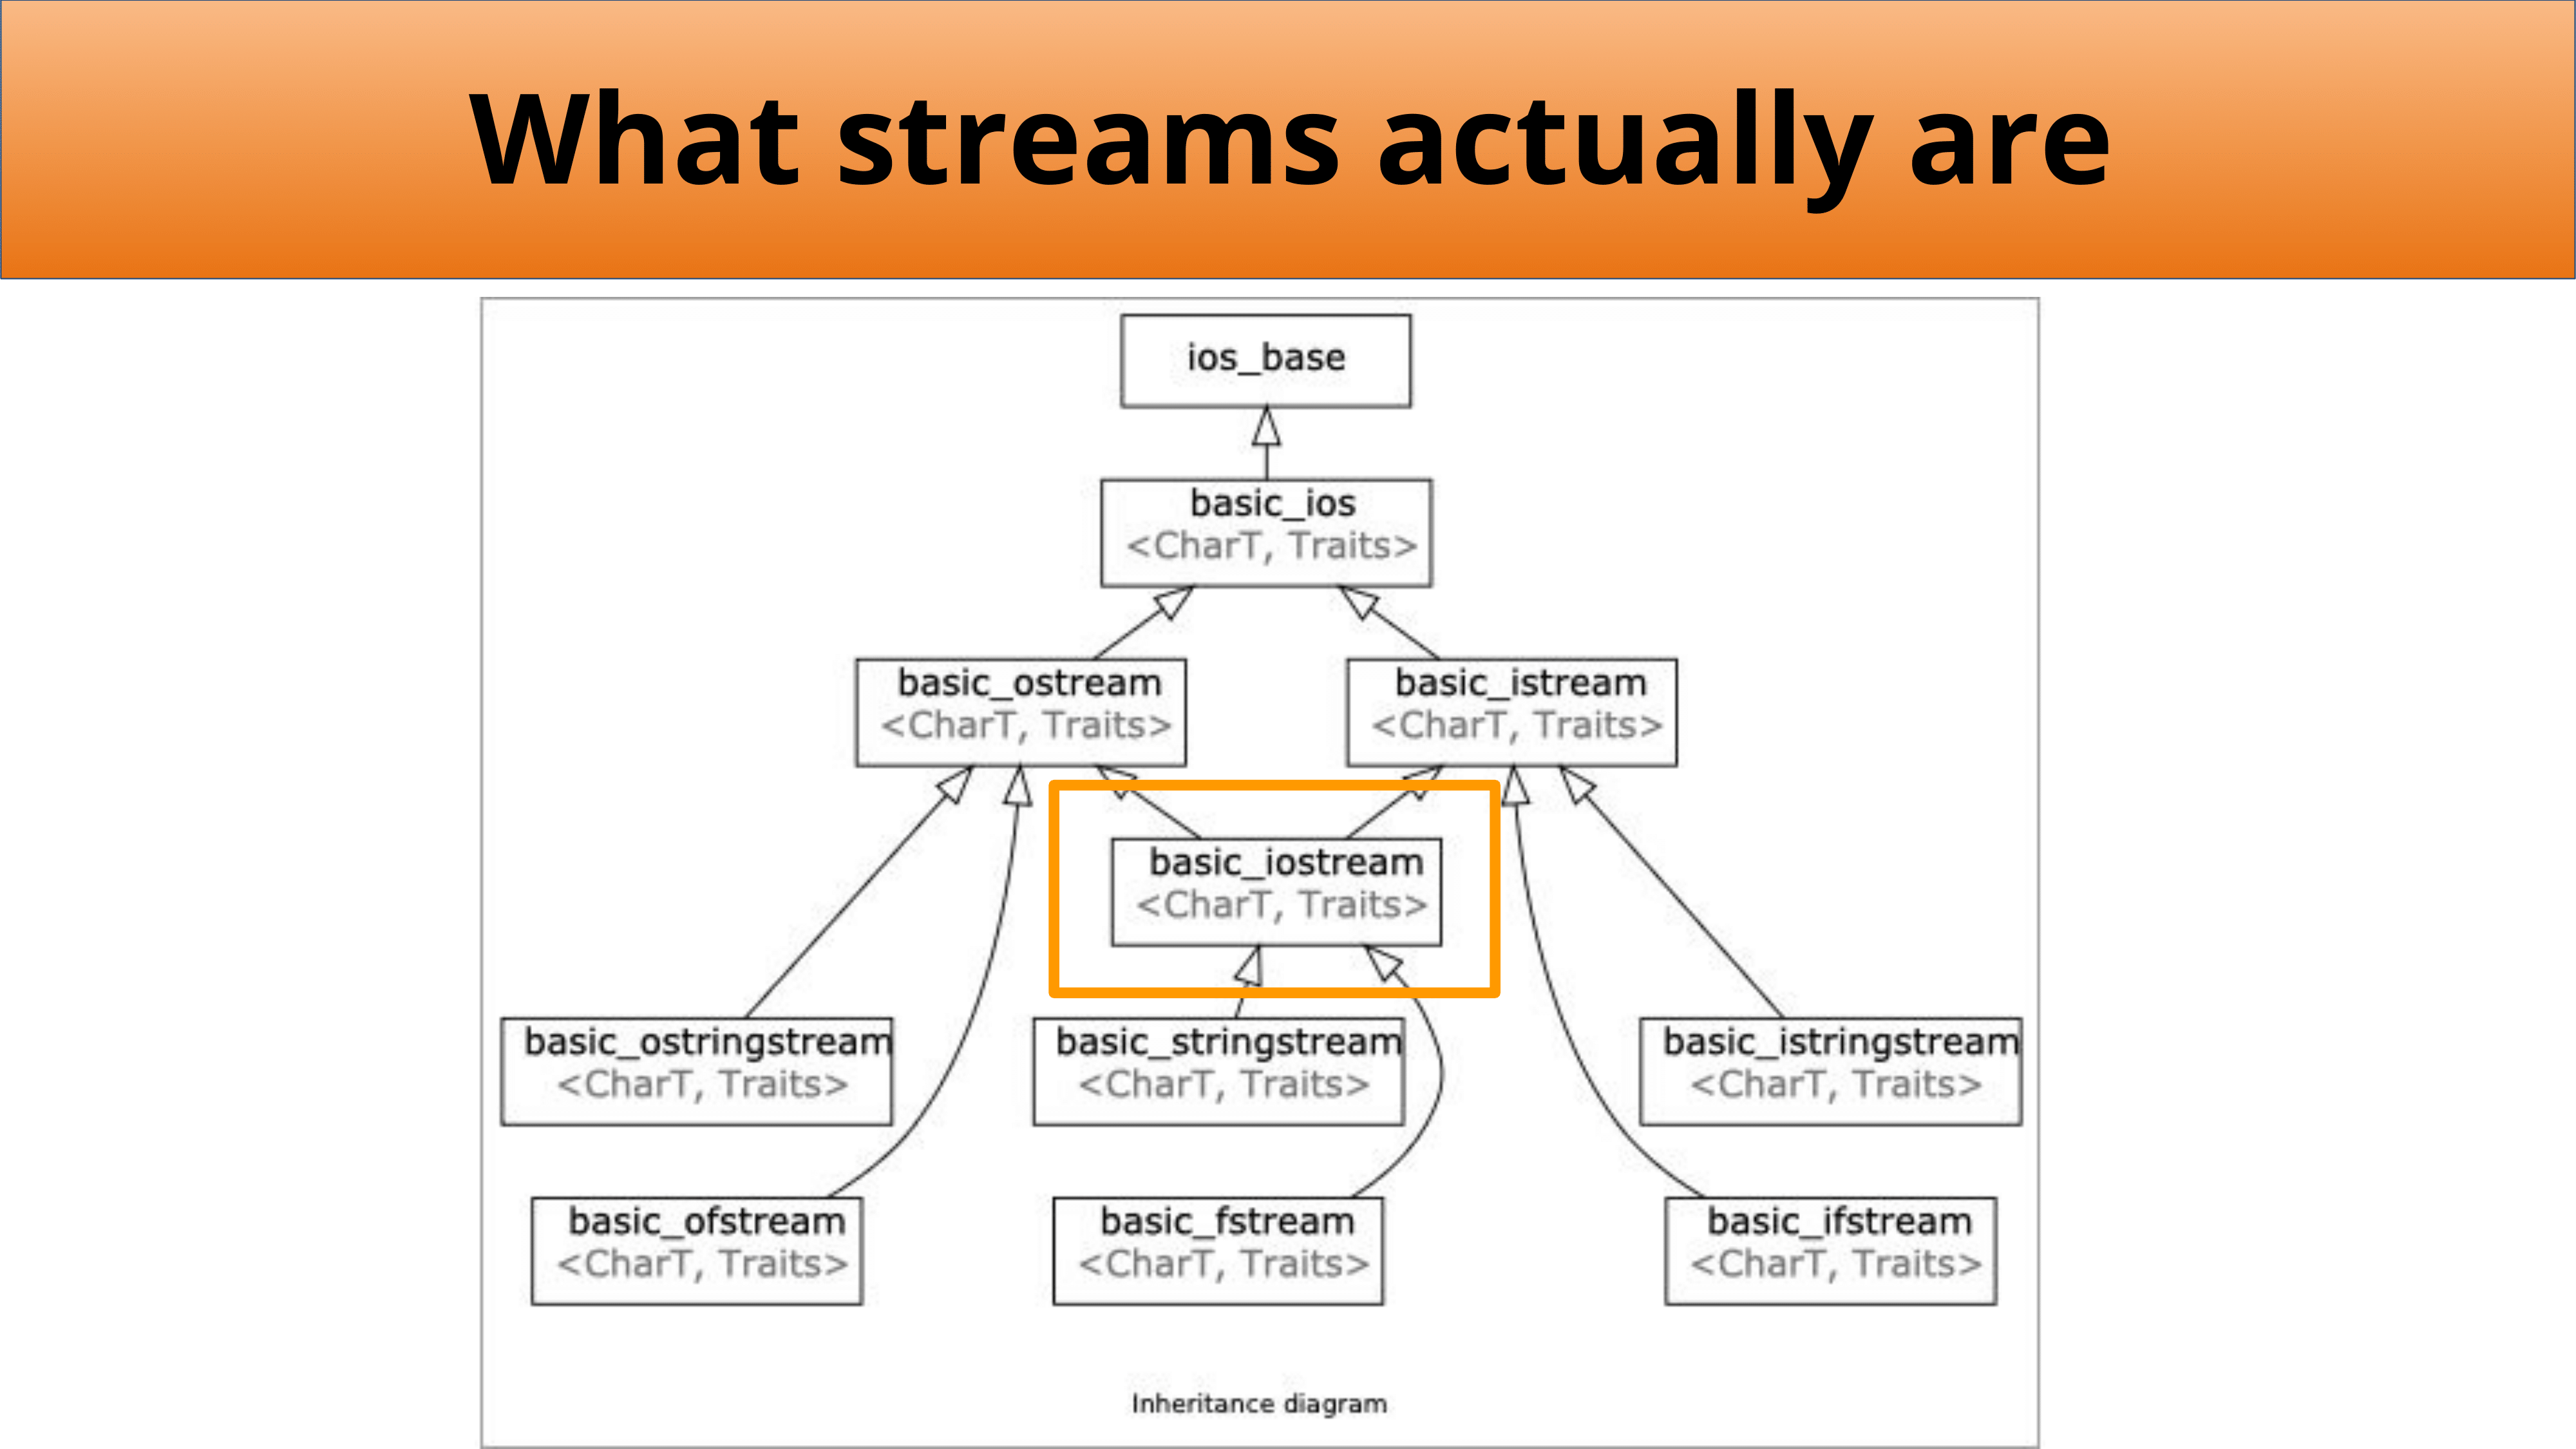 What streams actually are
ios_base
basic_ios
<CharT, Traits>
basic_ostream
<CharT, Traits>
basic_istream
<CharT, Traits>
basic_iostream
<CharT, Traits>
basic_ostringstream
<CharT, Traits>
basic_stringstream
<CharT, Traits>
basic_istringstream
<CharT, Traits>
basic_ofstream
<CharT, Traits>
basic_fstream
<CharT, Traits>
basic_ifstream
<CharT, Traits>
Inheritance diagram